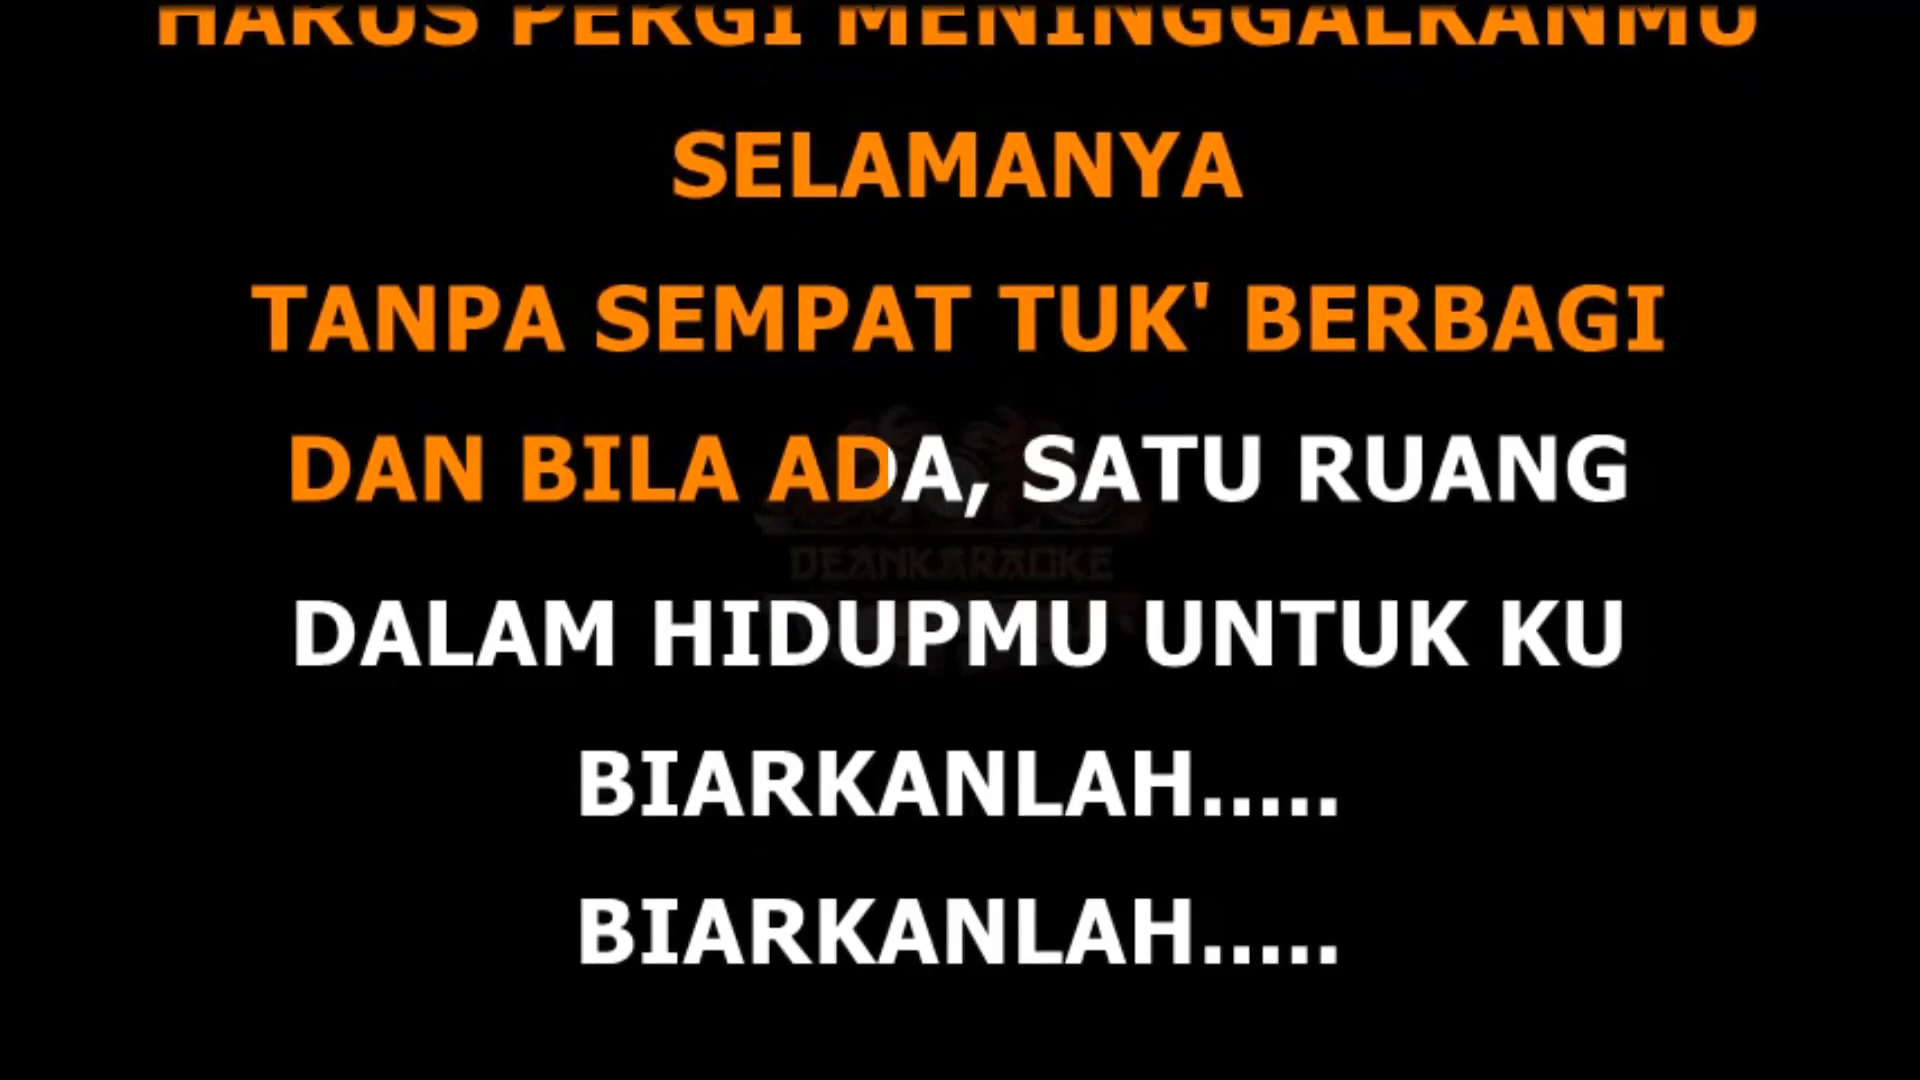 HARUS PERGI MENINGGALKANMU
SELAMANYA
TANPA SEMPAT TUK' BERBAGI
DAN BILA ADA, SATU RUANG
DEANKARAOKE
DALAM HIDUPMU UNTUK KU
BIARKANLAH.....
BIARKANLAH.....